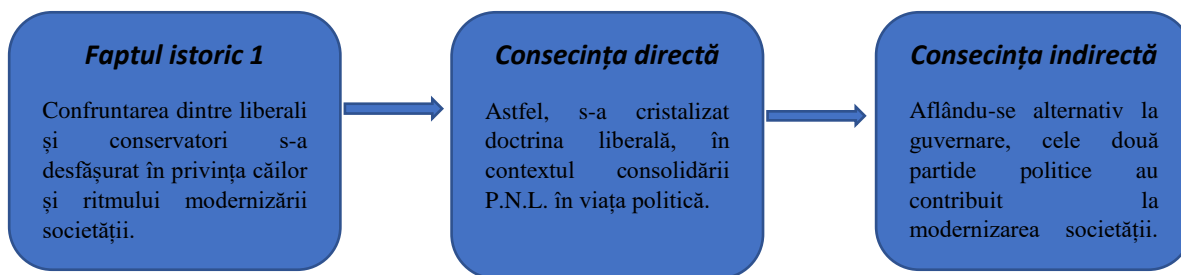 Faptul istoric 1
Confruntarea dintre liberali
și conservatori s-a
desfășurat în privința căilor
și ritmului modernizării
societății.
Consecința directă
Astfel, s-a cristalizat
doctrina liberală, în
contextul consolidării
P.N.L. în viața politică.
Consecința indirectă
Aflându-se alternativ la
guvernare, cele două
partide politice au
contribuit la
modernizarea societății.